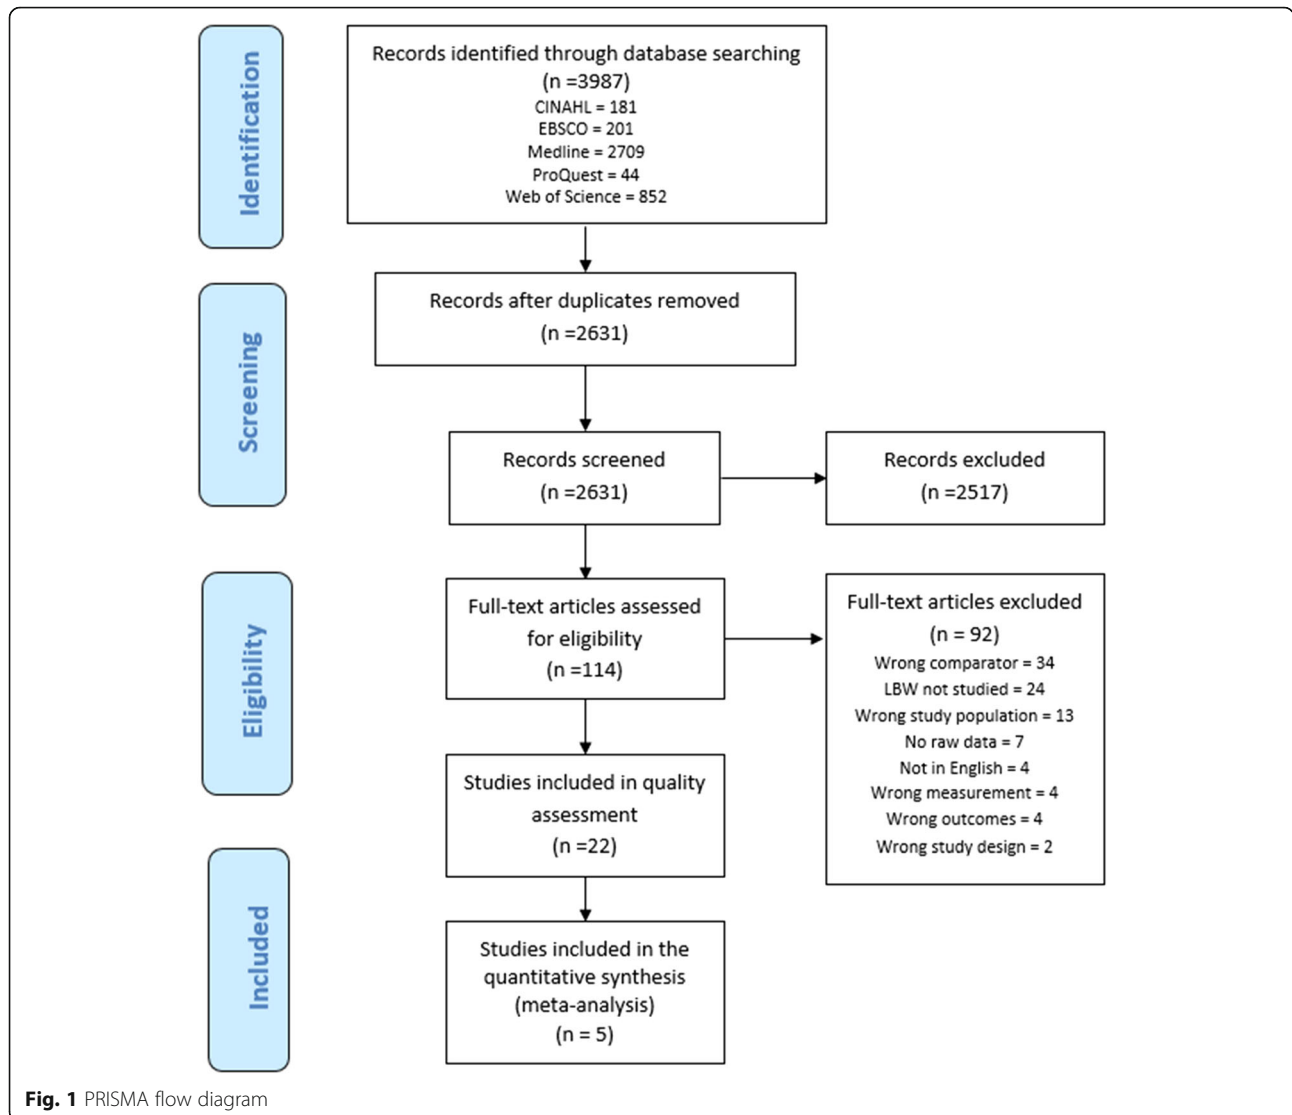 Identification
Records identified through database searching
(n =3987)
CINAHL = 181
EBSCO = 201
Medline = 2709
ProQuest = 44
Web of Science = 852
Screening
Records after duplicates removed
(n =2631)
Records screened
(n =2631)
Records excluded
(n =2517)
Eligibility
Full-text articles assessed
for eligibility
(n =114)
Full-text articles excluded
(n = 92)
Wrong comparator = 34
LBW not studied = 24
Wrong study population = 13
No raw data = 7
Not in English = 4
Wrong measurement = 4
Wrong outcomes = 4
Wrong study design = 2
Studies included in quality
assessment
(n =22)
Included
Studies included in the
quantitative synthesis
(meta-analysis)
(n = 5)
Fig. 1 PRISMA flow diagram